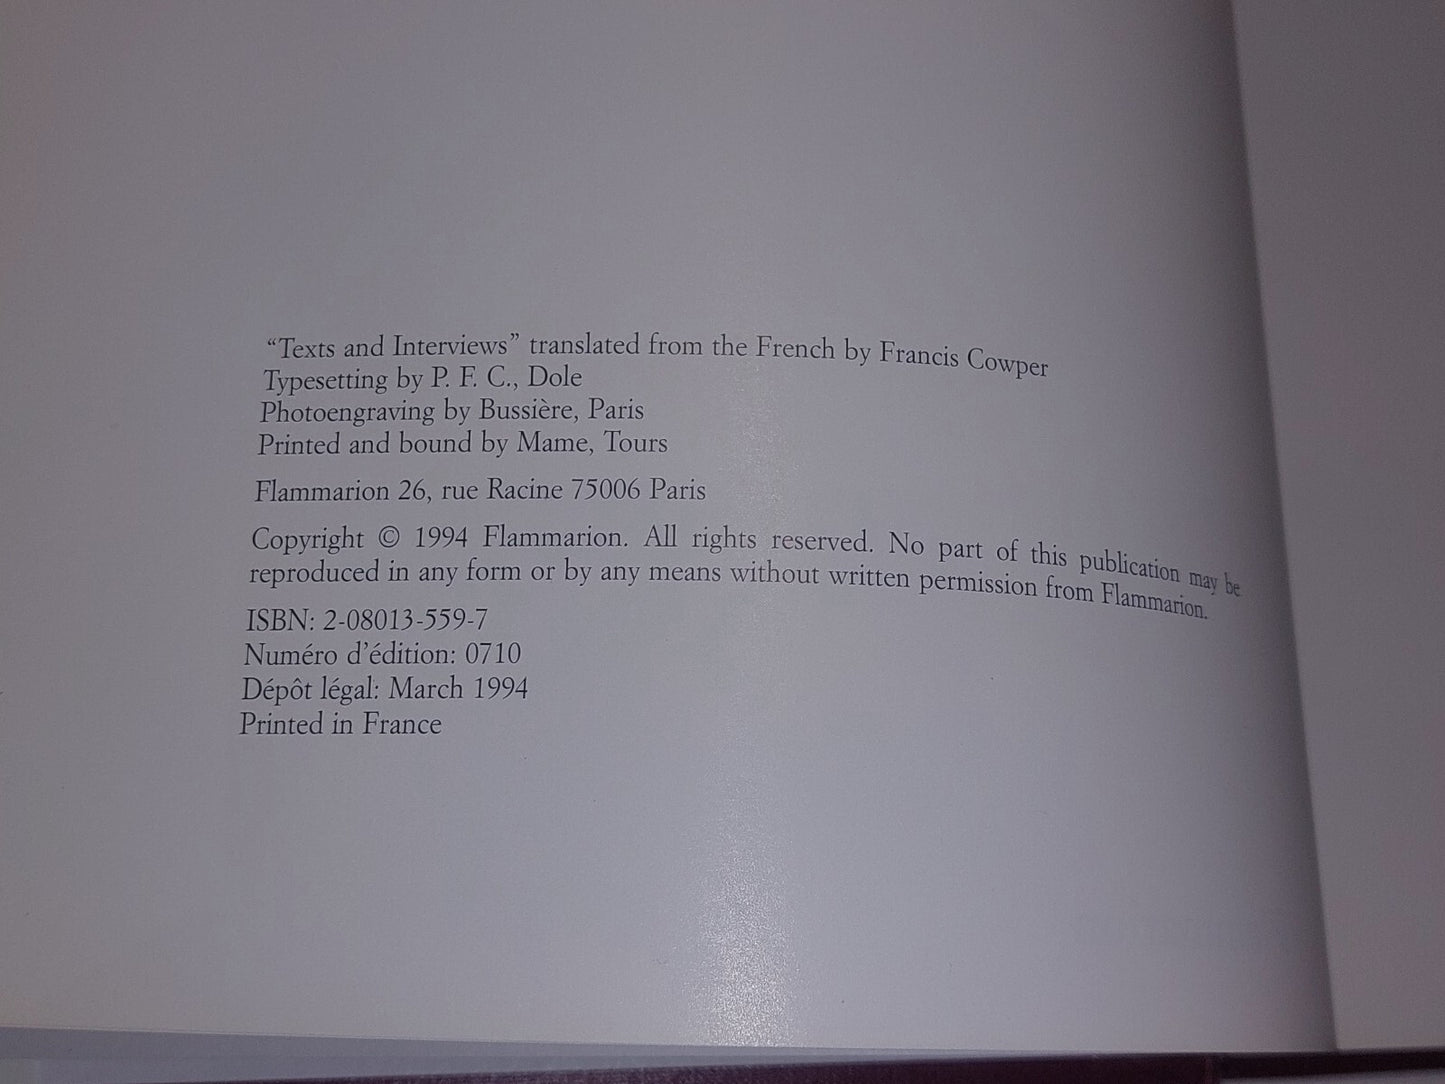 “Texts and Interviews” translated from the French by Francis Cowper
Typesetting by P. F. C., Dole
Photoengraving by Bussière, Paris
Printed and bound by Mame, Tours
Flammarion 26, rue Racine 75006 Paris
Copyright © 1994 Flammarion. All rights reserved. No part of this publication may be
reproduced in any form or by any means without written permission from Flammarion.
ISBN: 2-08013-559-7
Numéro d’édition: 0710
Dépôt légal: March 1994
Printed in France